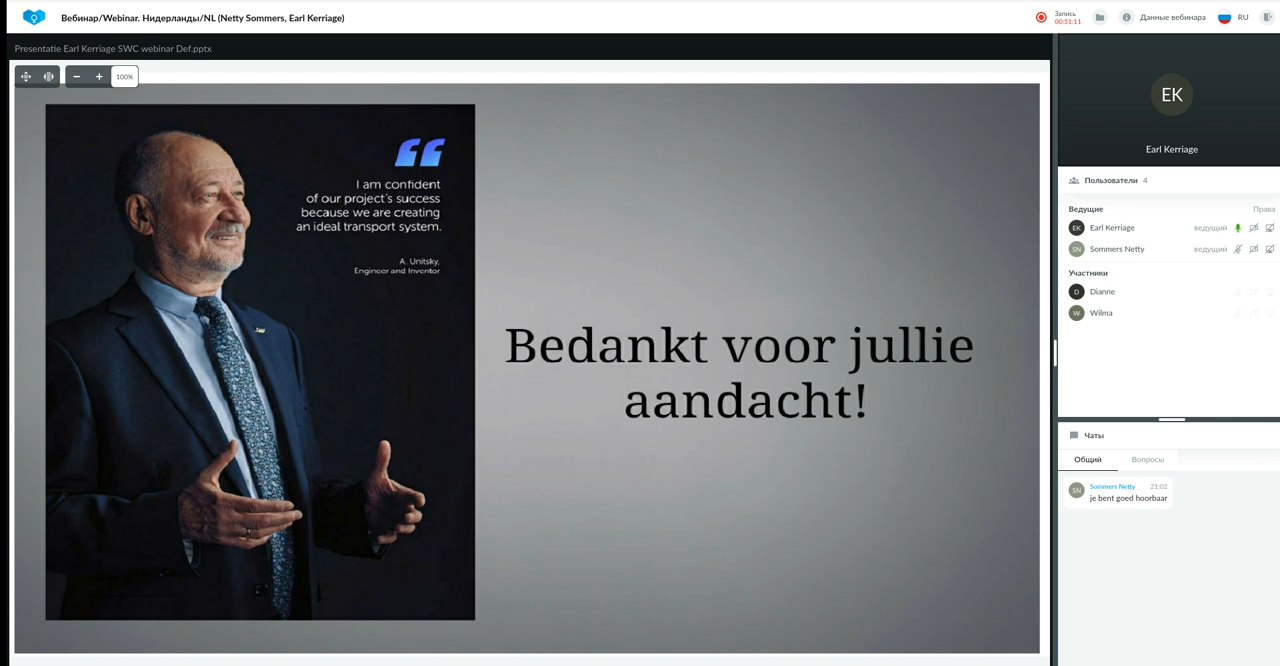 Вебинар/Webinar. Нидерланды/NL (Netty Sommers, Earl Kerriage)
Запись
00:51:11
Данные вебинара
RU
Presentatie Earl Kerriage SWC webinar Def.pptx
100%
I am confident
of our project's success
because we are creating
an ideal transport system.
A. Unitsky,
Engineer and Inventor
Bedankt voor jullie
aandacht!
EK
Earl Kerriage
Пользователи 4
Ведущие Права
EK Earl Kerriage ведущий
SN Sommers Netty ведущий
Участники
D Dianne
W Wilma
Чаты
Общий Вопросы
SN Sommers Netty 21:02
je bent goed hoorbaar